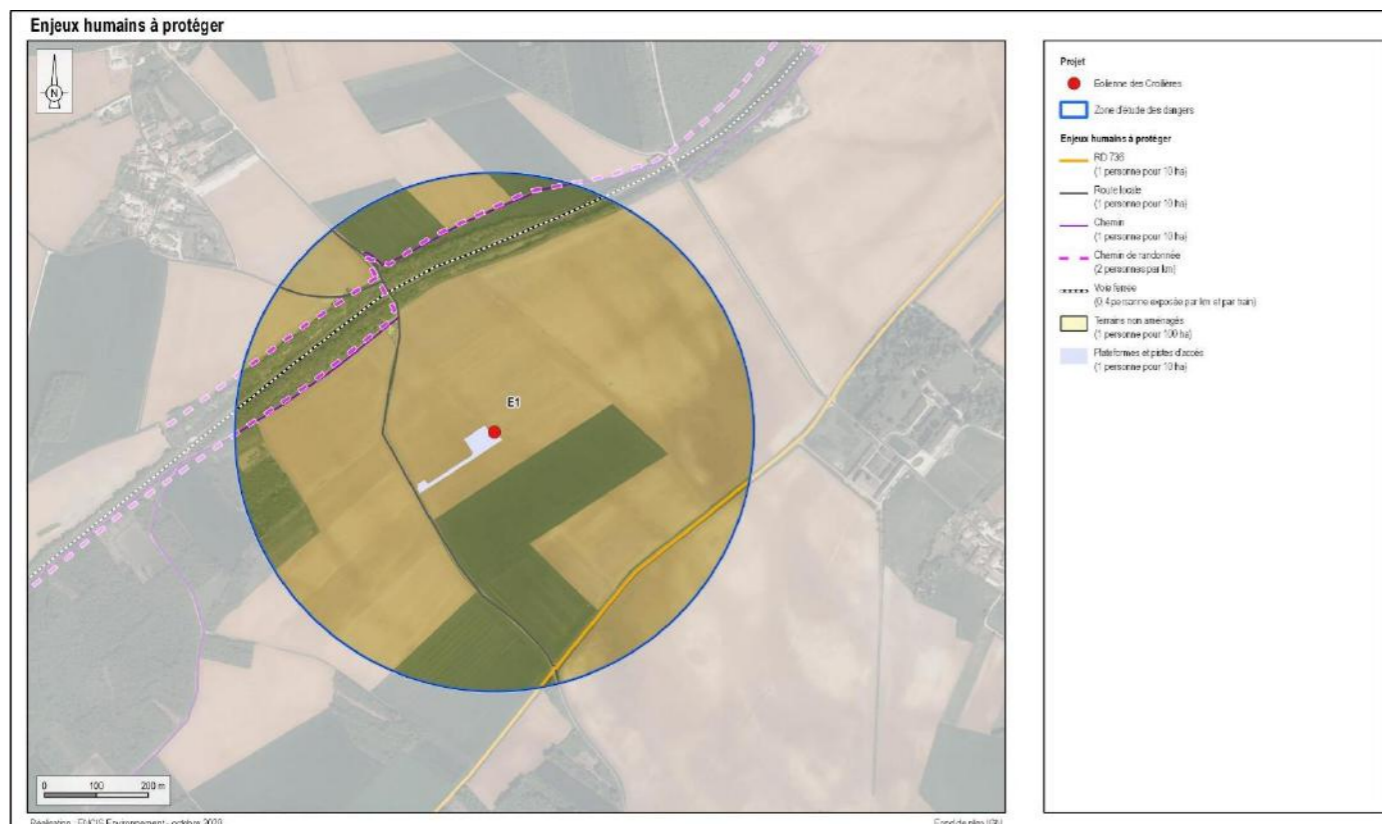 Enjeux humains à protéger
N
E1
0 100 200 m
Réalisation : ENCIS Environnement - octobre 2020
Fond de plan IGN
Projet
Eolienne des Croilières
Zone d'étude des dangers
Enjeux humains à protéger
RD 736
(1 personne pour 10 ha)
Route locale
(1 personne pour 10 ha)
Chemin
(1 personne pour 10 ha)
Chemin de randonnée
(2 personnes par km)
Voie ferrée
(0,4 personne exposée par km et par train)
Terrains non aménagés
(1 personne pour 100 ha)
Plateformes et pistes d'accès
(1 personne pour 10 ha)